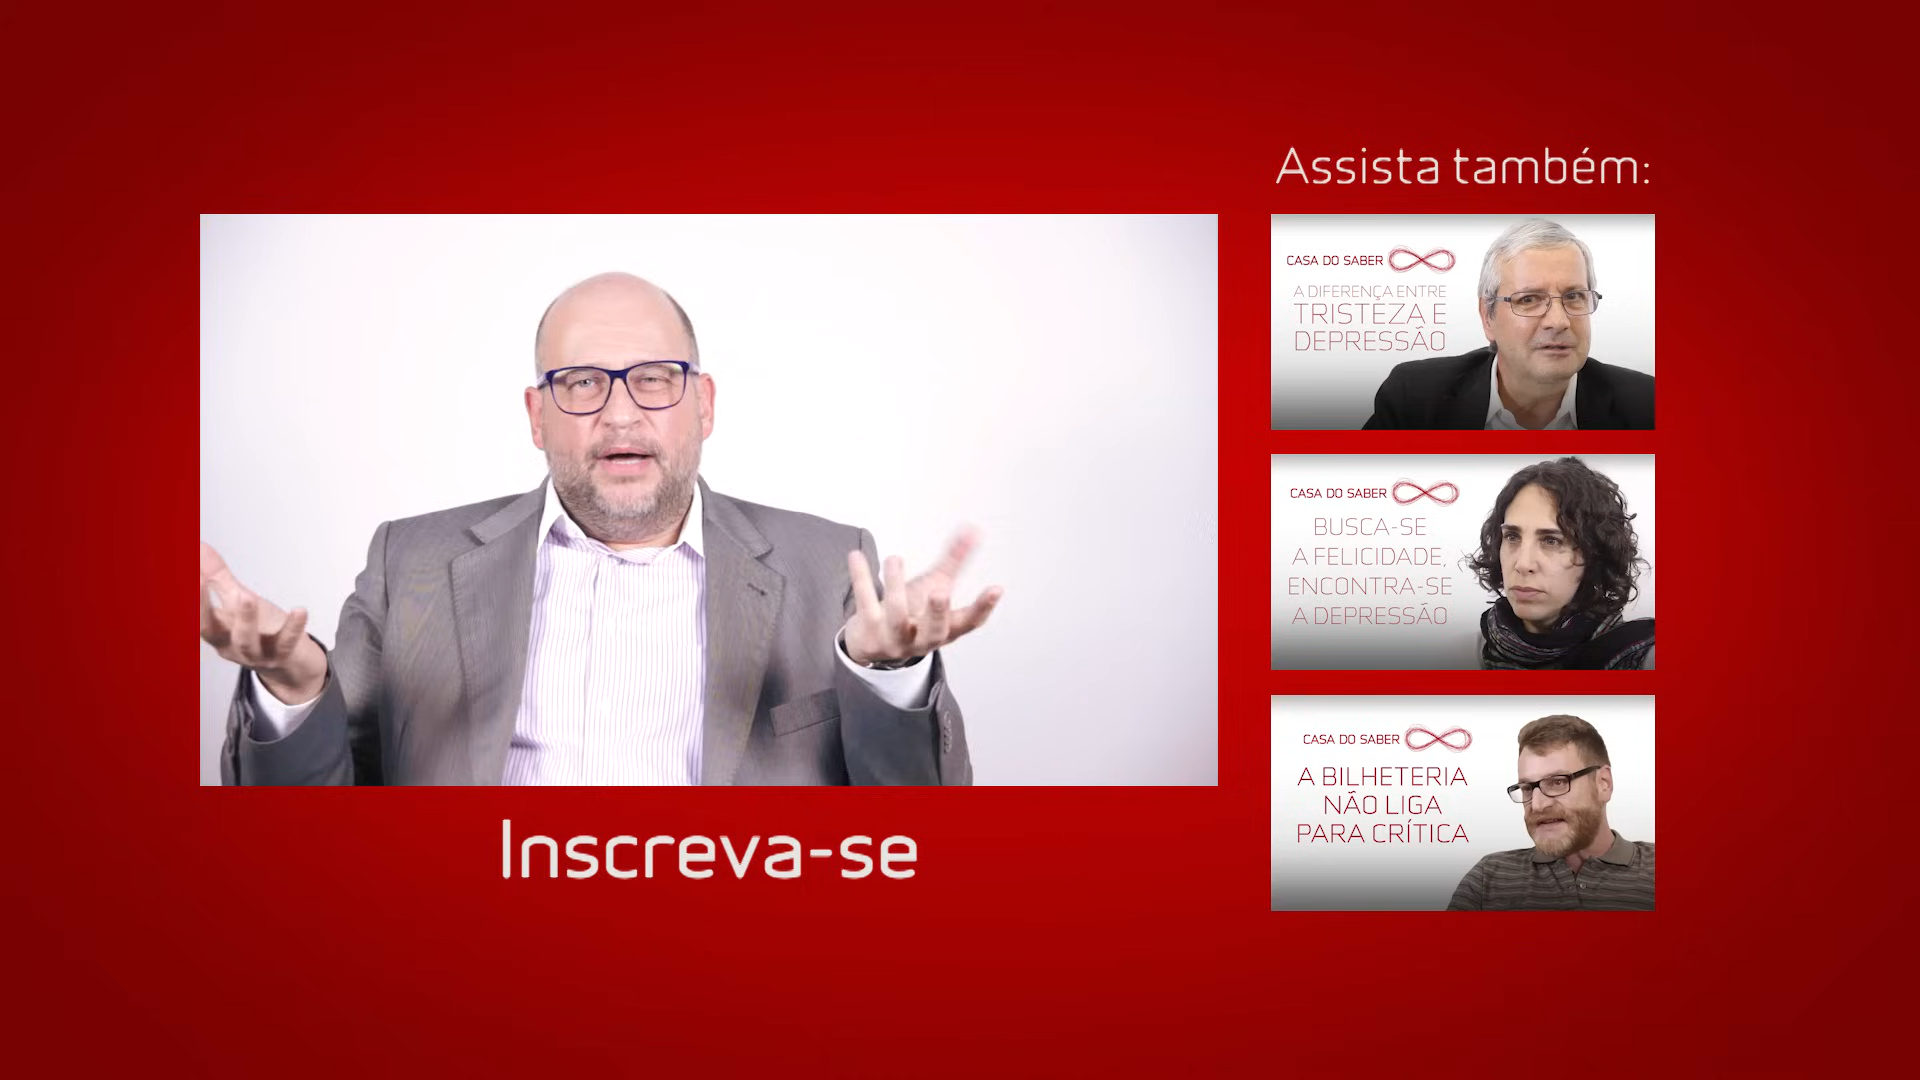 Assista também:
CASA DO SABER
A DIFERENÇA ENTRE
TRISTEZA E
DEPRESSÃO
CASA DO SABER
BUSCA-SE
A FELICIDADE,
ENCONTRA-SE
A DEPRESSÃO
CASA DO SABER
A BILHETERIA
NÃO LIGA
PARA CRÍTICA
Inscreva-se